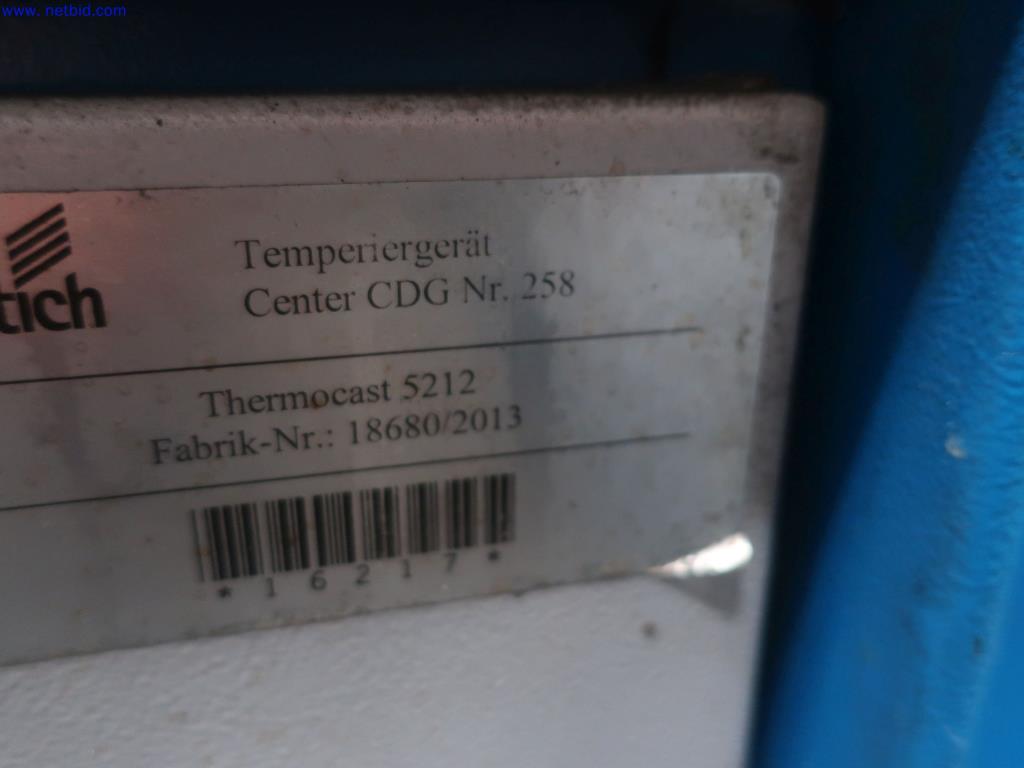 www.netbid.com
Temperiergerät
Center CDG Nr. 258
tich
Thermocast 5212
Fabrik-Nr.: 18680/2013
*16217*